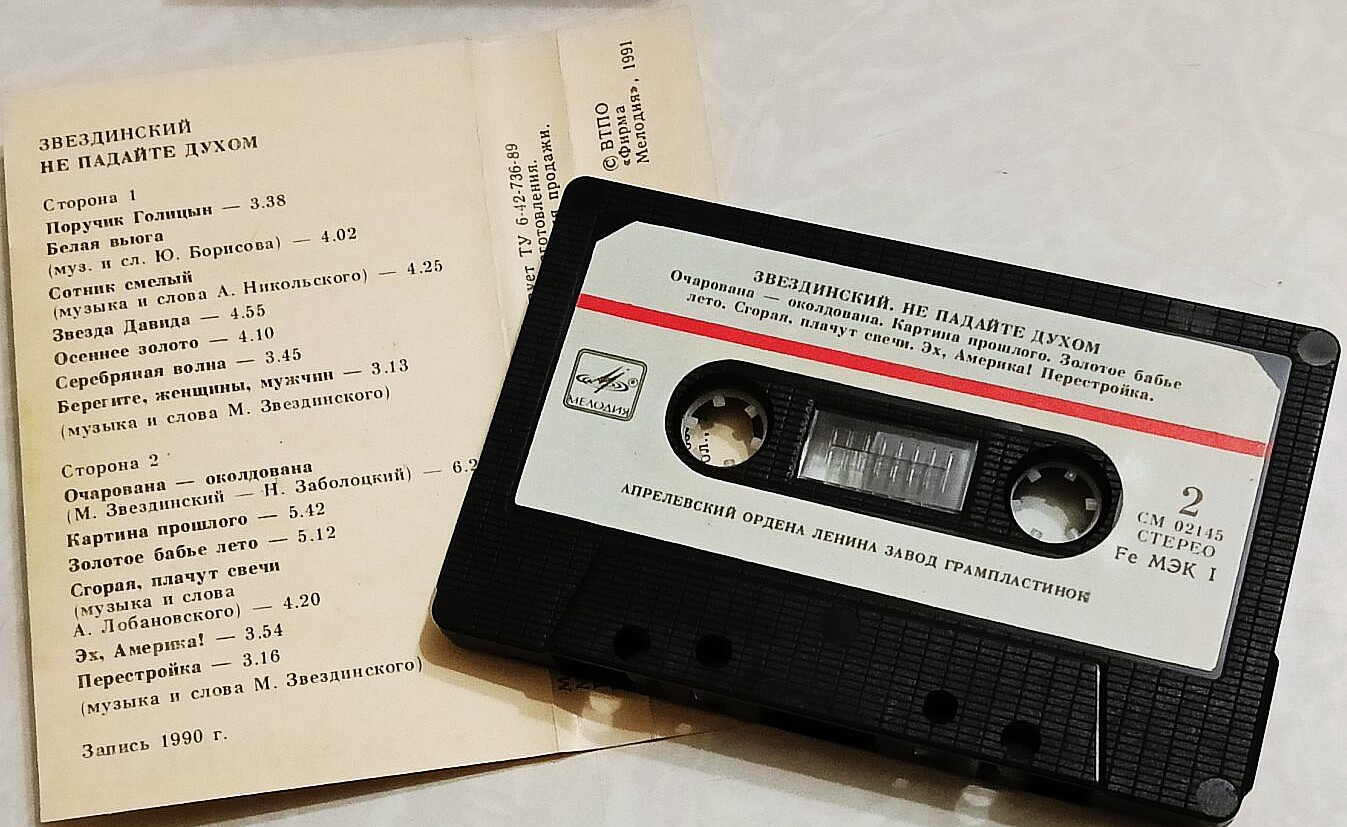 ЗВЕЗДИНСКИЙ
НЕ ПАДАЙТЕ ДУХОМ
Сторона 1
Поручик Голицын — 3.38
Белая вьюга
(муз. и сл. Ю. Борисова) — 4.02
Сотник смелый
(музыка и слова А. Никольского) — 4.25
Звезда Давида — 4.55
Осеннее золото — 4.10
Серебряная волна — 3.45
Берегите, женщины, мужчин — 3.13
(музыка и слова М. Звездинского)
Сторона 2
Очарована — околдована
(М. Звездинский — Н. Заболоцкий) — 6.2
Картина прошлого — 5.42
Золотое бабье лето — 5.12
Сгорая, плачут свечи
(музыка и слова
А. Лобановского) — 4.20
Эх, Америка! — 3.54
Перестройка — 3.16
(музыка и слова М. Звездинского)
Запись 1990 г.
ТУ 6-42-736-89
продажи.
© ВТПО
«Фирма
Мелодия», 1991
ЗВЕЗДИНСКИЙ. НЕ ПАДАЙТЕ ДУХОМ
Очарована — околдована. Картина прошлого. Золотое бабье
лето. Сгорая, плачут свечи. Эх, Америка! Перестройка.
МЕЛОДИЯ
АПРЕЛЕВСКИЙ ОРДЕНА ЛЕНИНА ЗАВОД ГРАМПЛАСТИНОК
2
СМ 02145
СТЕРЕО
Fe МЭК I